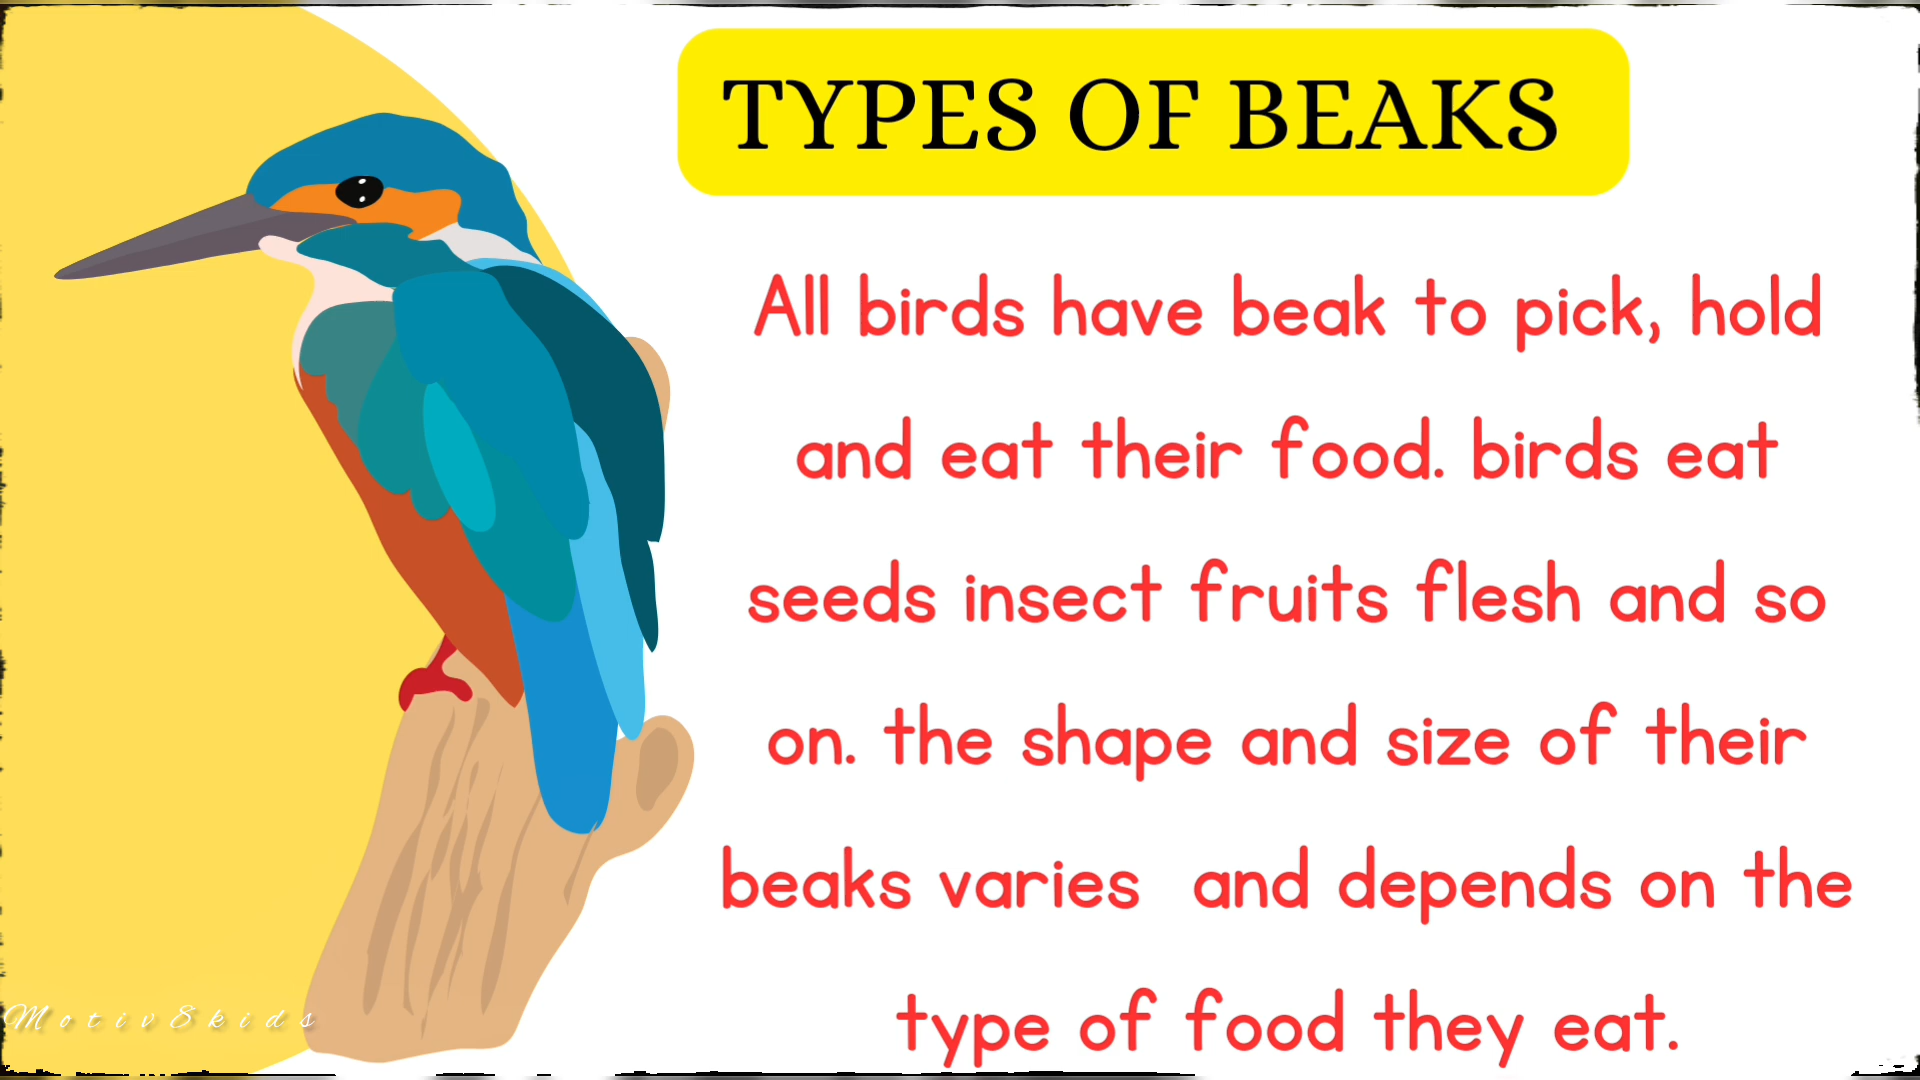 TYPES OF BEAKS
All birds have beak to pick, hold
and eat their food. birds eat
seeds insect fruits flesh and so
on. the shape and size of their
beaks varies  and depends on the
type of food they eat.
Motiv8kids